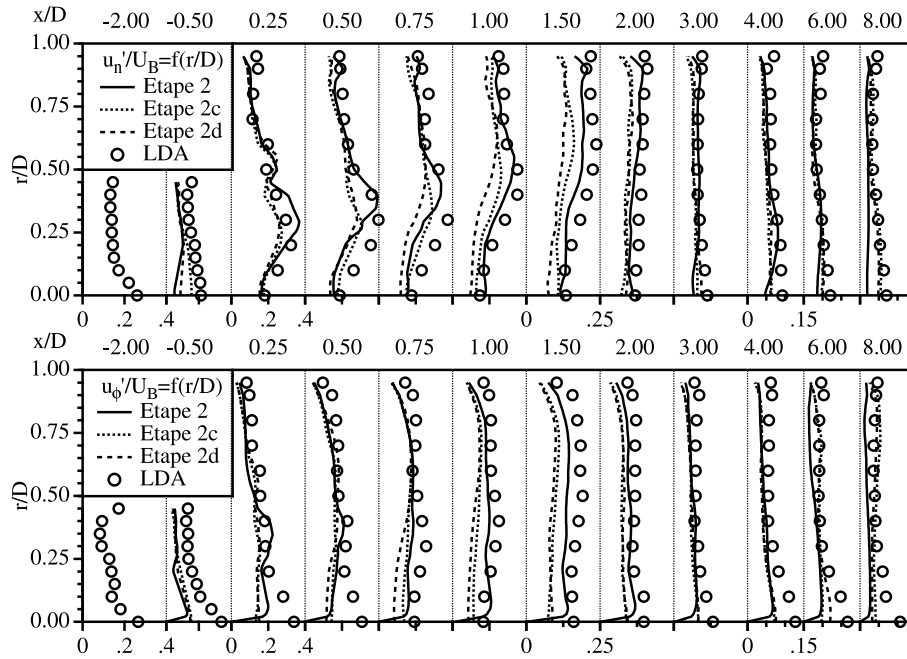 x/D
-2.00 -0.50 0.25 0.50 0.75 1.00 1.50 2.00 3.00 4.00 6.00 8.00
1.00
0.75
0.50
0.25
0.00
r/D
uₙ'/U_B=f(r/D)
Etape 2
Etape 2c
Etape 2d
LDA
0 .2 0 .2 .4 0 0.25 0 .15
x/D
-2.00 -0.50 0.25 0.50 0.75 1.00 1.50 2.00 3.00 4.00 6.00 8.00
1.00
0.75
0.50
0.25
0.00
r/D
u_ϕ'/U_B=f(r/D)
Etape 2
Etape 2c
Etape 2d
LDA
0 .2 0 .2 .4 0 0.25 0 .15